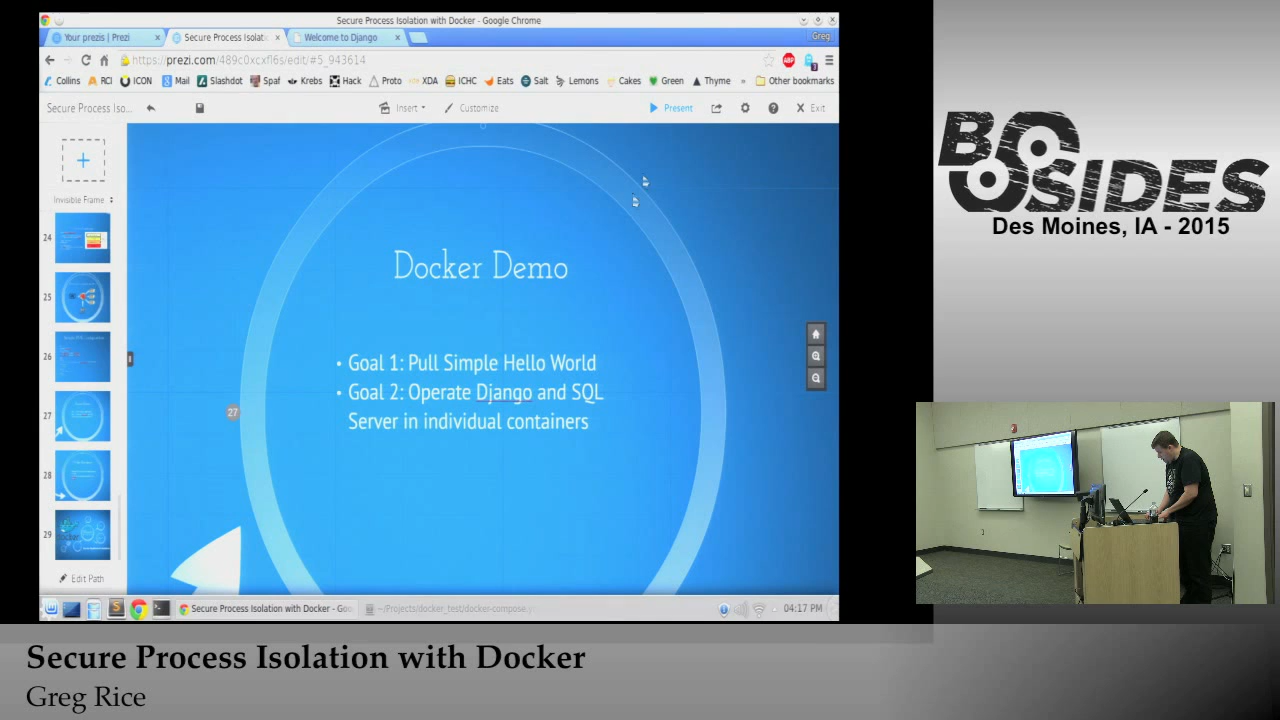 Secure Process Isolation with Docker - Google Chrome
Your prezis | Prezi
Secure Process Isolat
Welcome to Django
Greg
https://prezi.com/489c0xcxfl6s/edit/#5_943614
ABP
Collins
RCI
ICON
Mail
Slashdot
Spaf
Krebs
Hack
Proto
XDA
ICHC
Eats
Salt
Lemons
Cakes
Green
Thyme
»
Other bookmarks
Secure Process Iso...
Insert
Customize
Present
Exit
Invisible Frame
24
25
26
27
28
29
Edit Path
Docker Demo
• Goal 1: Pull Simple Hello World
• Goal 2: Operate Django and SQL
Server in individual containers
27
Secure Process Isolation with Docker - Goo
~/Projects/docker_test/docker-compose.y
04:17 PM
BSIDES
Des Moines, IA - 2015
Secure Process Isolation with Docker
Greg Rice